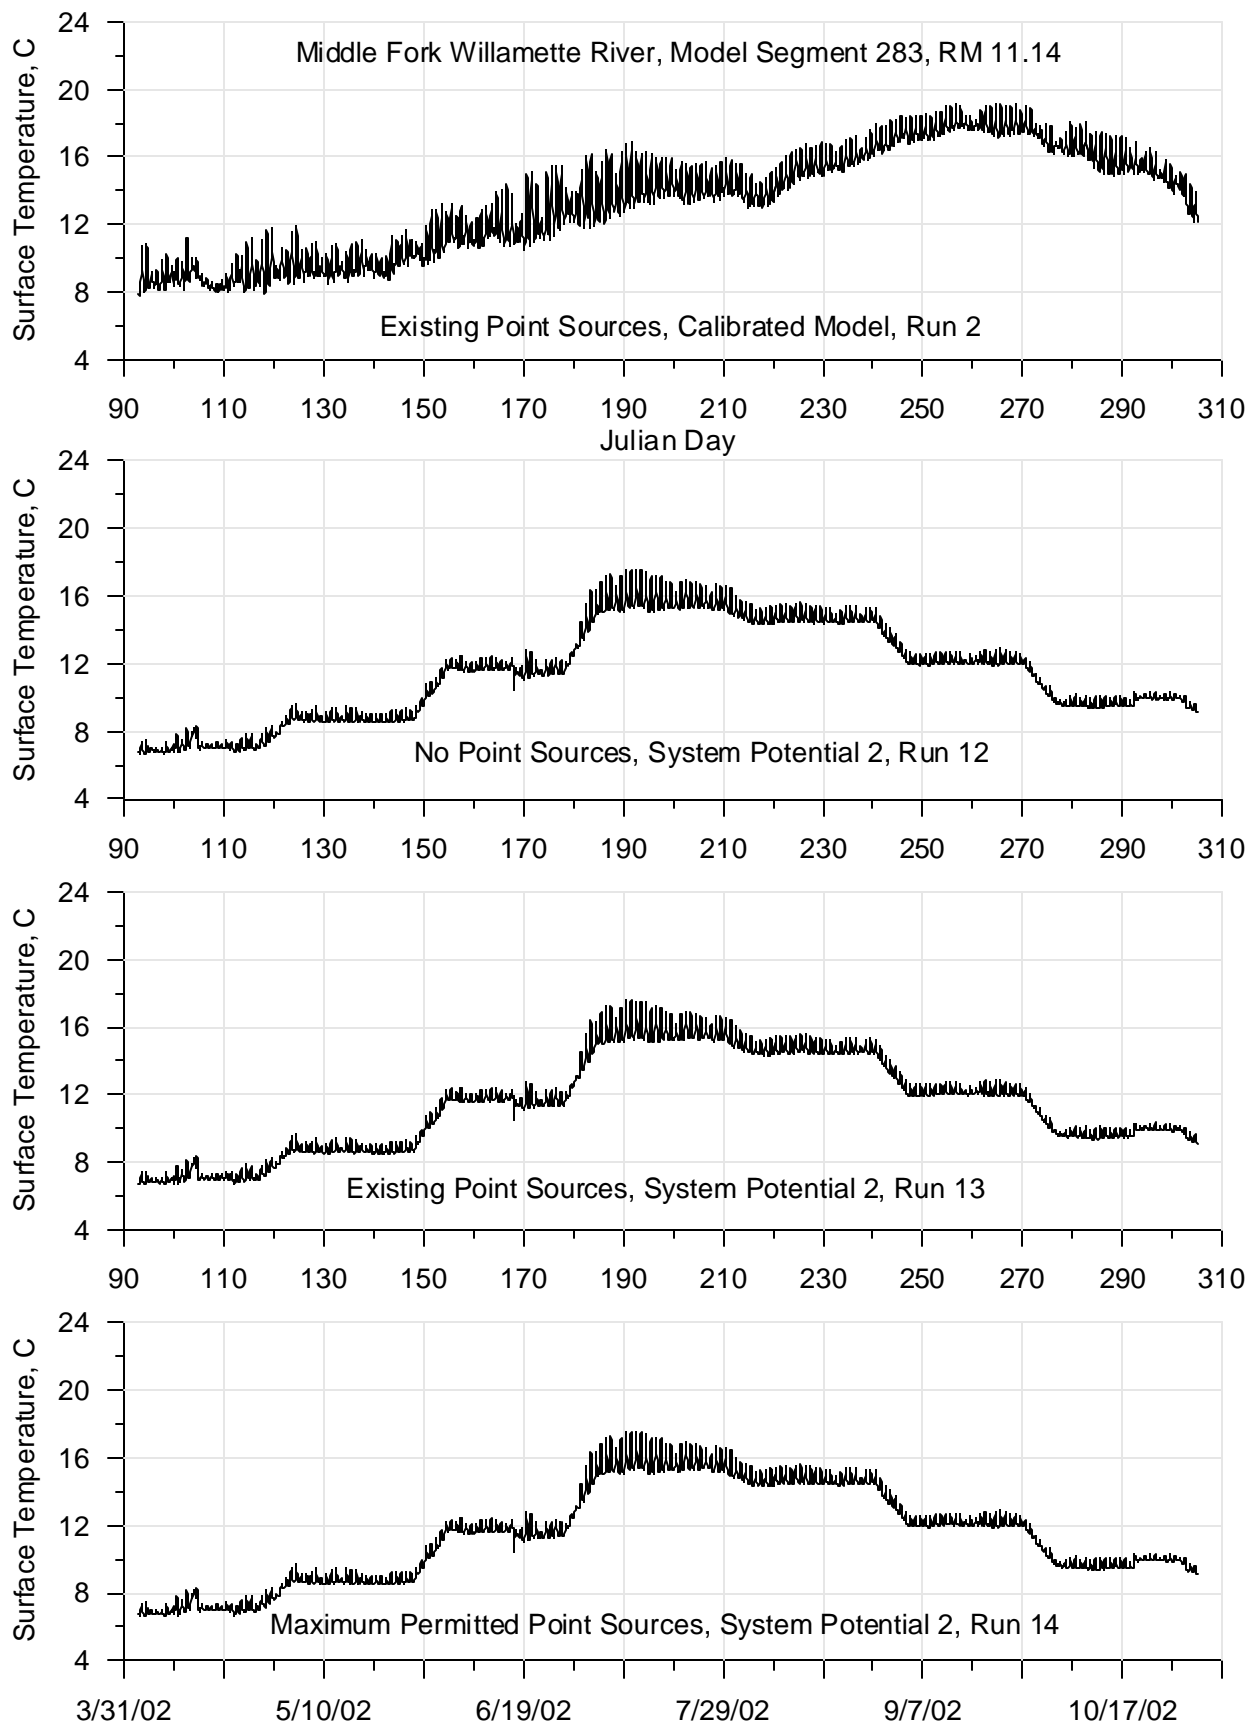 24
Middle Fork Willamette River, Model Segment 283, RM 11.14
20
16
12
8
Existing Point Sources, Calibrated Model, Run 2
4
Surface Temperature, C
90 110 130 150 170 190 210 230 250 270 290 310
Julian Day
24
20
16
12
8
No Point Sources, System Potential 2, Run 12
4
Surface Temperature, C
90 110 130 150 170 190 210 230 250 270 290 310
24
20
16
12
8
Existing Point Sources, System Potential 2, Run 13
4
Surface Temperature, C
90 110 130 150 170 190 210 230 250 270 290 310
24
20
16
12
8
Maximum Permitted Point Sources, System Potential 2, Run 14
4
Surface Temperature, C
3/31/02 5/10/02 6/19/02 7/29/02 9/7/02 10/17/02